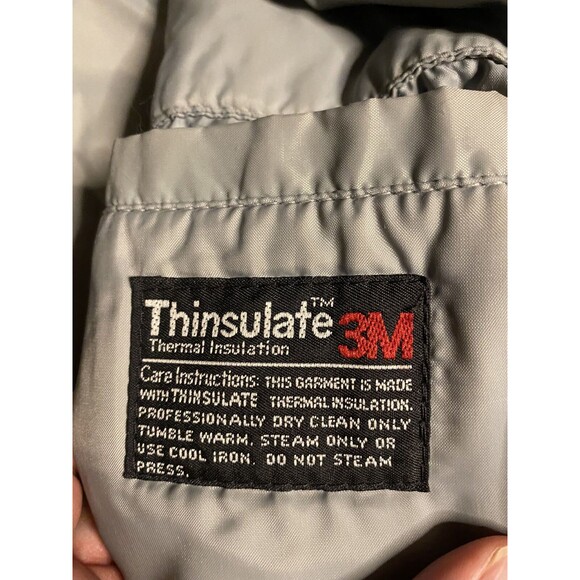 Thinsulate™ 3M
Thermal Insulation
Care Instructions: THIS GARMENT IS MADE
WITH THINSULATE THERMAL INSULATION.
PROFESSIONALLY DRY CLEAN ONLY
TUMBLE WARM. STEAM ONLY OR
USE COOL IRON. DO NOT STEAM
PRESS.